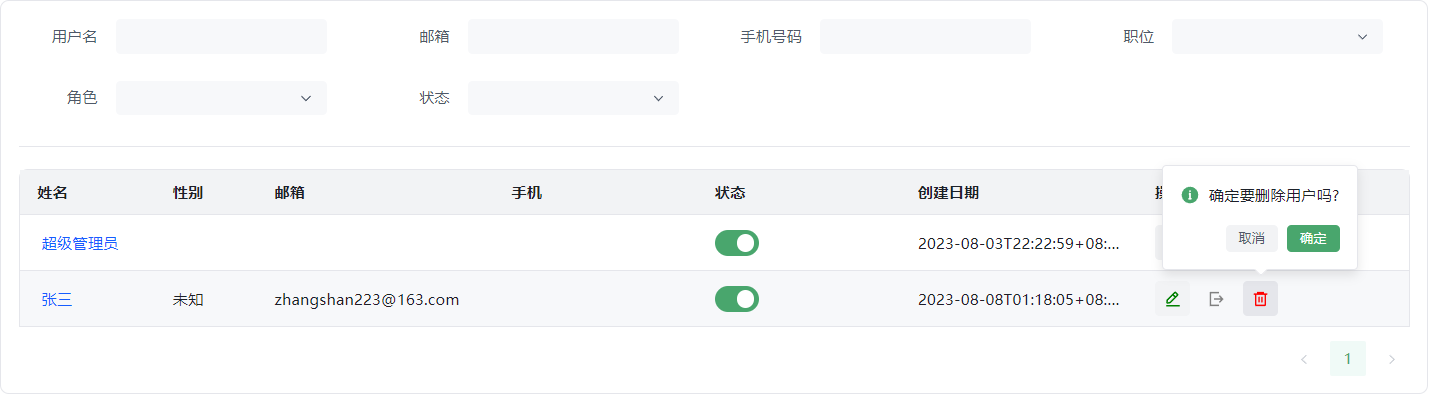 用户名 邮箱 手机号码 职位
角色 状态
姓名 性别 邮箱 手机 状态 创建日期
确定要删除用户吗?
取消 确定
超级管理员 2023-08-03T22:22:59+08:...
张三 未知 zhangshan223@163.com 2023-08-08T01:18:05+08:...
1